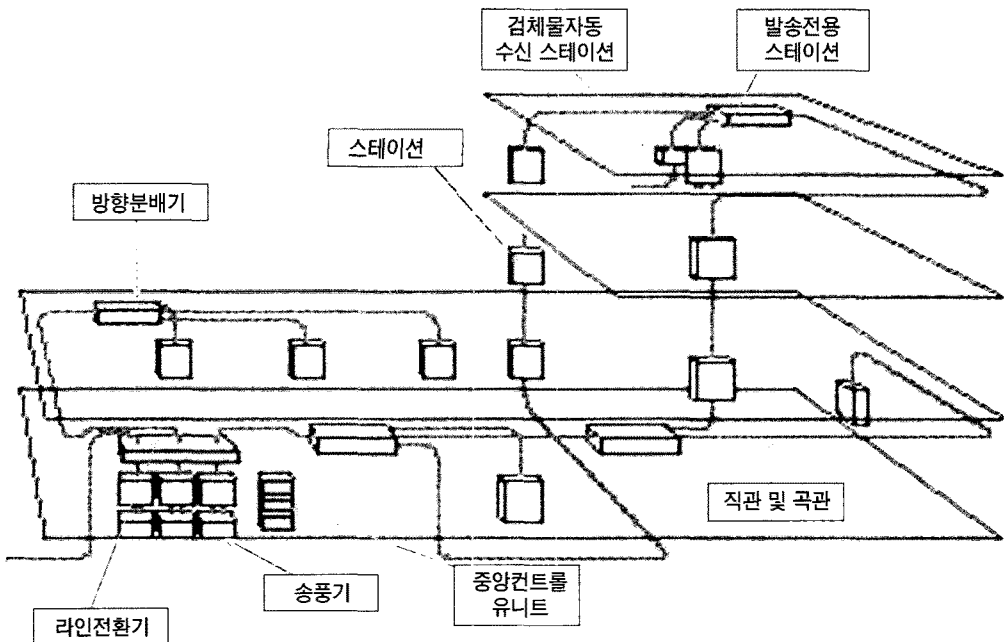 검체물자동
수신 스테이션
발송전용
스테이션
스테이션
방향분배기
직관 및 곡관
중앙컨트롤
유니트
송풍기
라인전환기